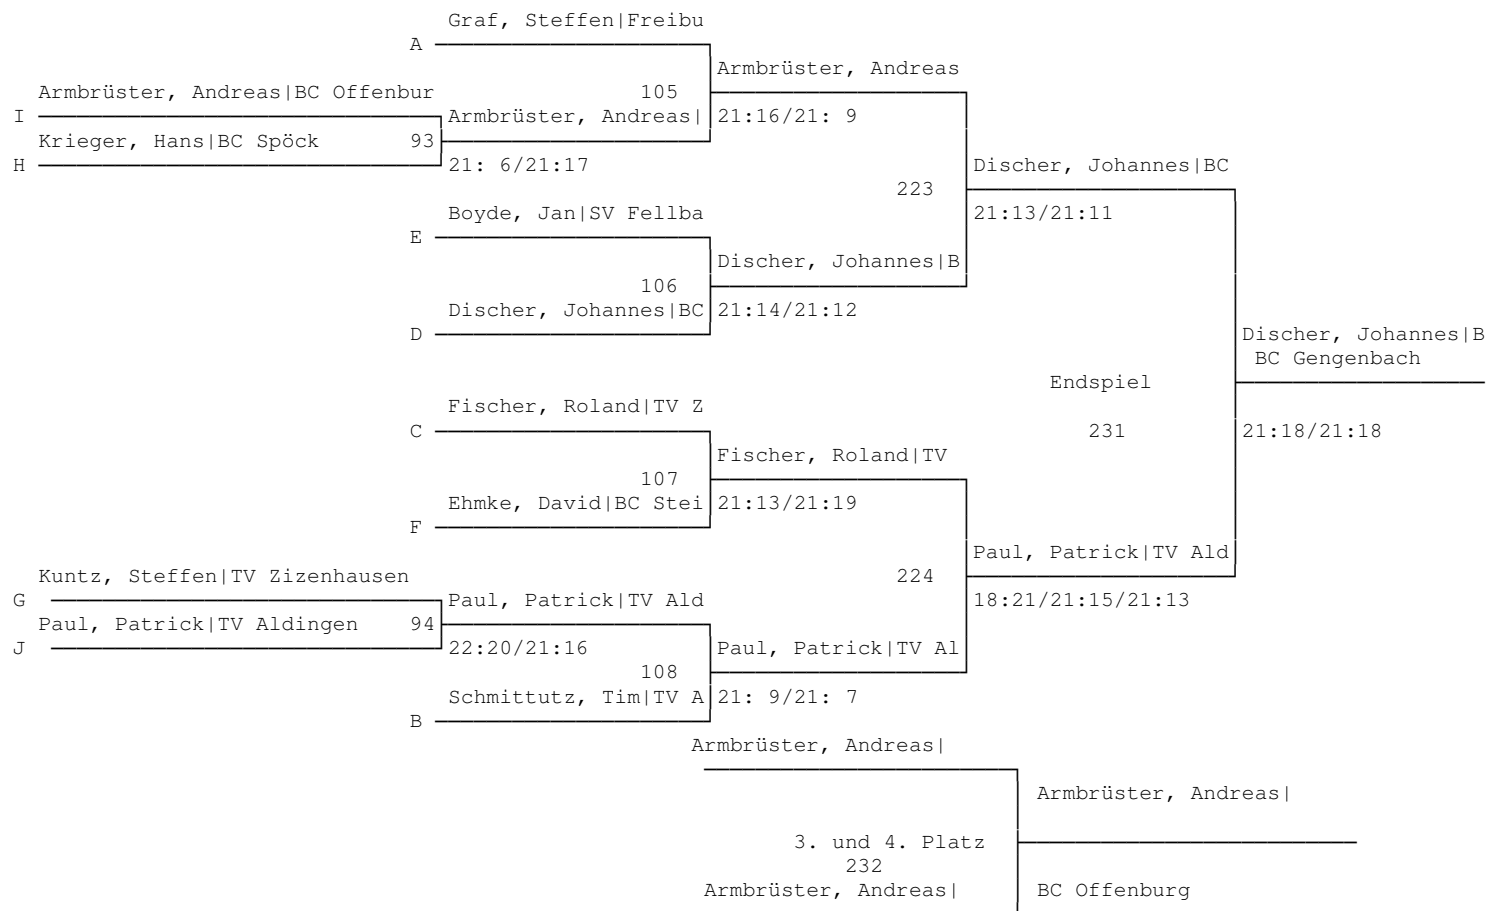 Graf, Steffen|Freibu
A
Armbrüster, Andreas
Armbrüster, Andreas|BC Offenbur 105
I Armbrüster, Andreas| 21:16/21: 9
Krieger, Hans|BC Spöck 93
H 21: 6/21:17 Discher, Johannes|BC
223
Boyde, Jan|SV Fellba 21:13/21:11
E
Discher, Johannes|B
106
Discher, Johannes|BC 21:14/21:12
D Discher, Johannes|B
BC Gengenbach
Endspiel
Fischer, Roland|TV Z
C 231 21:18/21:18
Fischer, Roland|TV
107
Ehmke, David|BC Stei 21:13/21:19
F
Paul, Patrick|TV Ald
Kuntz, Steffen|TV Zizenhausen 224
G Paul, Patrick|TV Ald 18:21/21:15/21:13
Paul, Patrick|TV Aldingen 94
J 22:20/21:16 Paul, Patrick|TV Al
108
Schmittutz, Tim|TV A 21: 9/21: 7
B
Armbrüster, Andreas|
Armbrüster, Andreas|
3. und 4. Platz
232
Armbrüster, Andreas| BC Offenburg